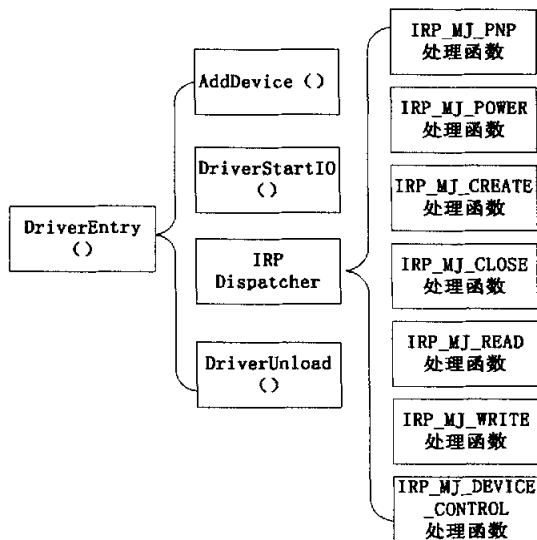 DriverEntry
()
AddDevice ()
DriverStartIO
()
IRP
Dispatcher
DriverUnload
()
IRP_MJ_PNP
处理函数
IRP_MJ_POWER
处理函数
IRP_MJ_CREATE
处理函数
IRP_MJ_CLOSE
处理函数
IRP_MJ_READ
处理函数
IRP_MJ_WRITE
处理函数
IRP_MJ_DEVICE
_CONTROL
处理函数